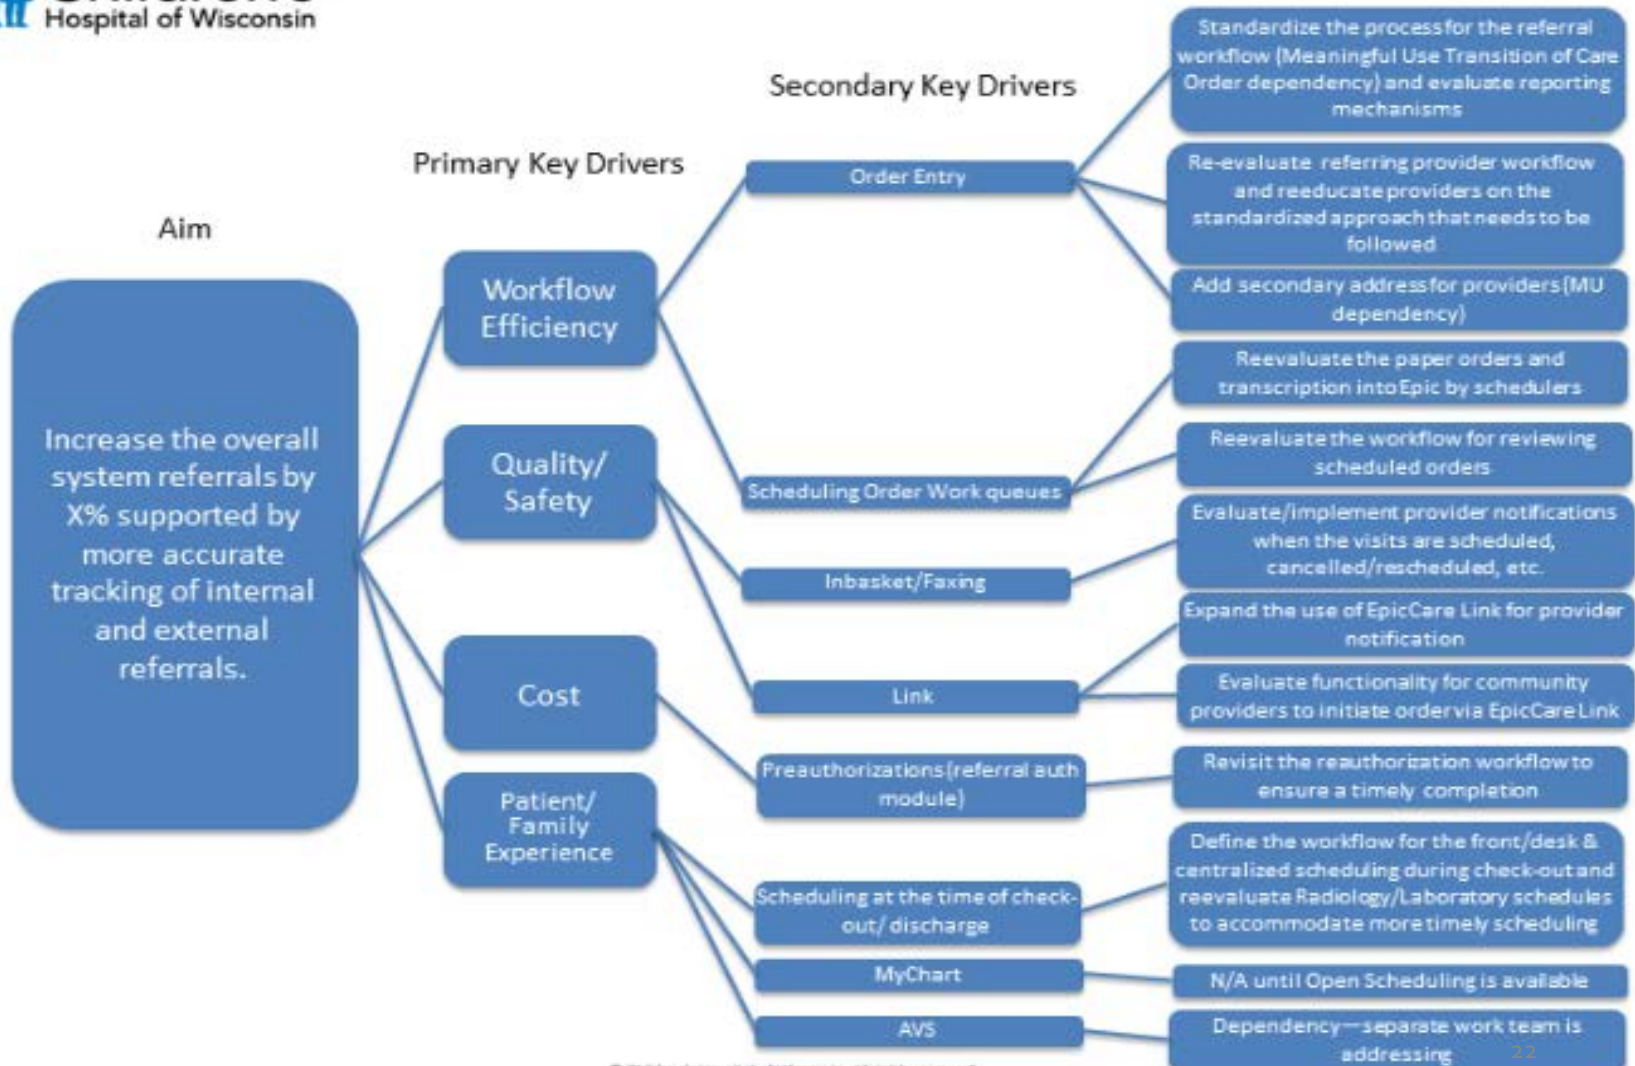 Hospital of Wisconsin
Aim
Primary Key Drivers
Secondary Key Drivers
Increase the overall
system referrals by
X% supported by
more accurate
tracking of internal
and external
referrals.
Workflow
Efficiency
Quality/
Safety
Cost
Patient/
Family
Experience
Order Entry
Scheduling Order Work queues
Inbasket/Faxing
Link
Preauthorizations(referral auth
module)
Scheduling at the time of check-
out/ discharge
MyChart
AVS
Standardize the process for the referral
workflow (Meaningful Use Transition of Care
Order dependency) and evaluate reporting
mechanisms
Re-evaluate referring provider workflow
and reeducate providers on the
standardized approach that needs to be
followed
Add secondary address for providers (MU
dependency)
Reevaluate the paper orders and
transcription into Epic by schedulers
Reevaluate the workflow for reviewing
scheduled orders
Evaluate/implement provider notifications
when the visits are scheduled,
cancelled/rescheduled, etc.
Expand the use of EpicCare Link for provider
notification
Evaluate functionality for community
providers to initiate order via EpicCare Link
Revisit the reauthorization workflow to
ensure a timely completion
Define the workflow for the front/desk &
centralized scheduling during check-out and
reevaluate Radiology/Laboratory schedules
to accommodate more timely scheduling
N/A until Open Scheduling is available
Dependency—separate work team is
addressing
22